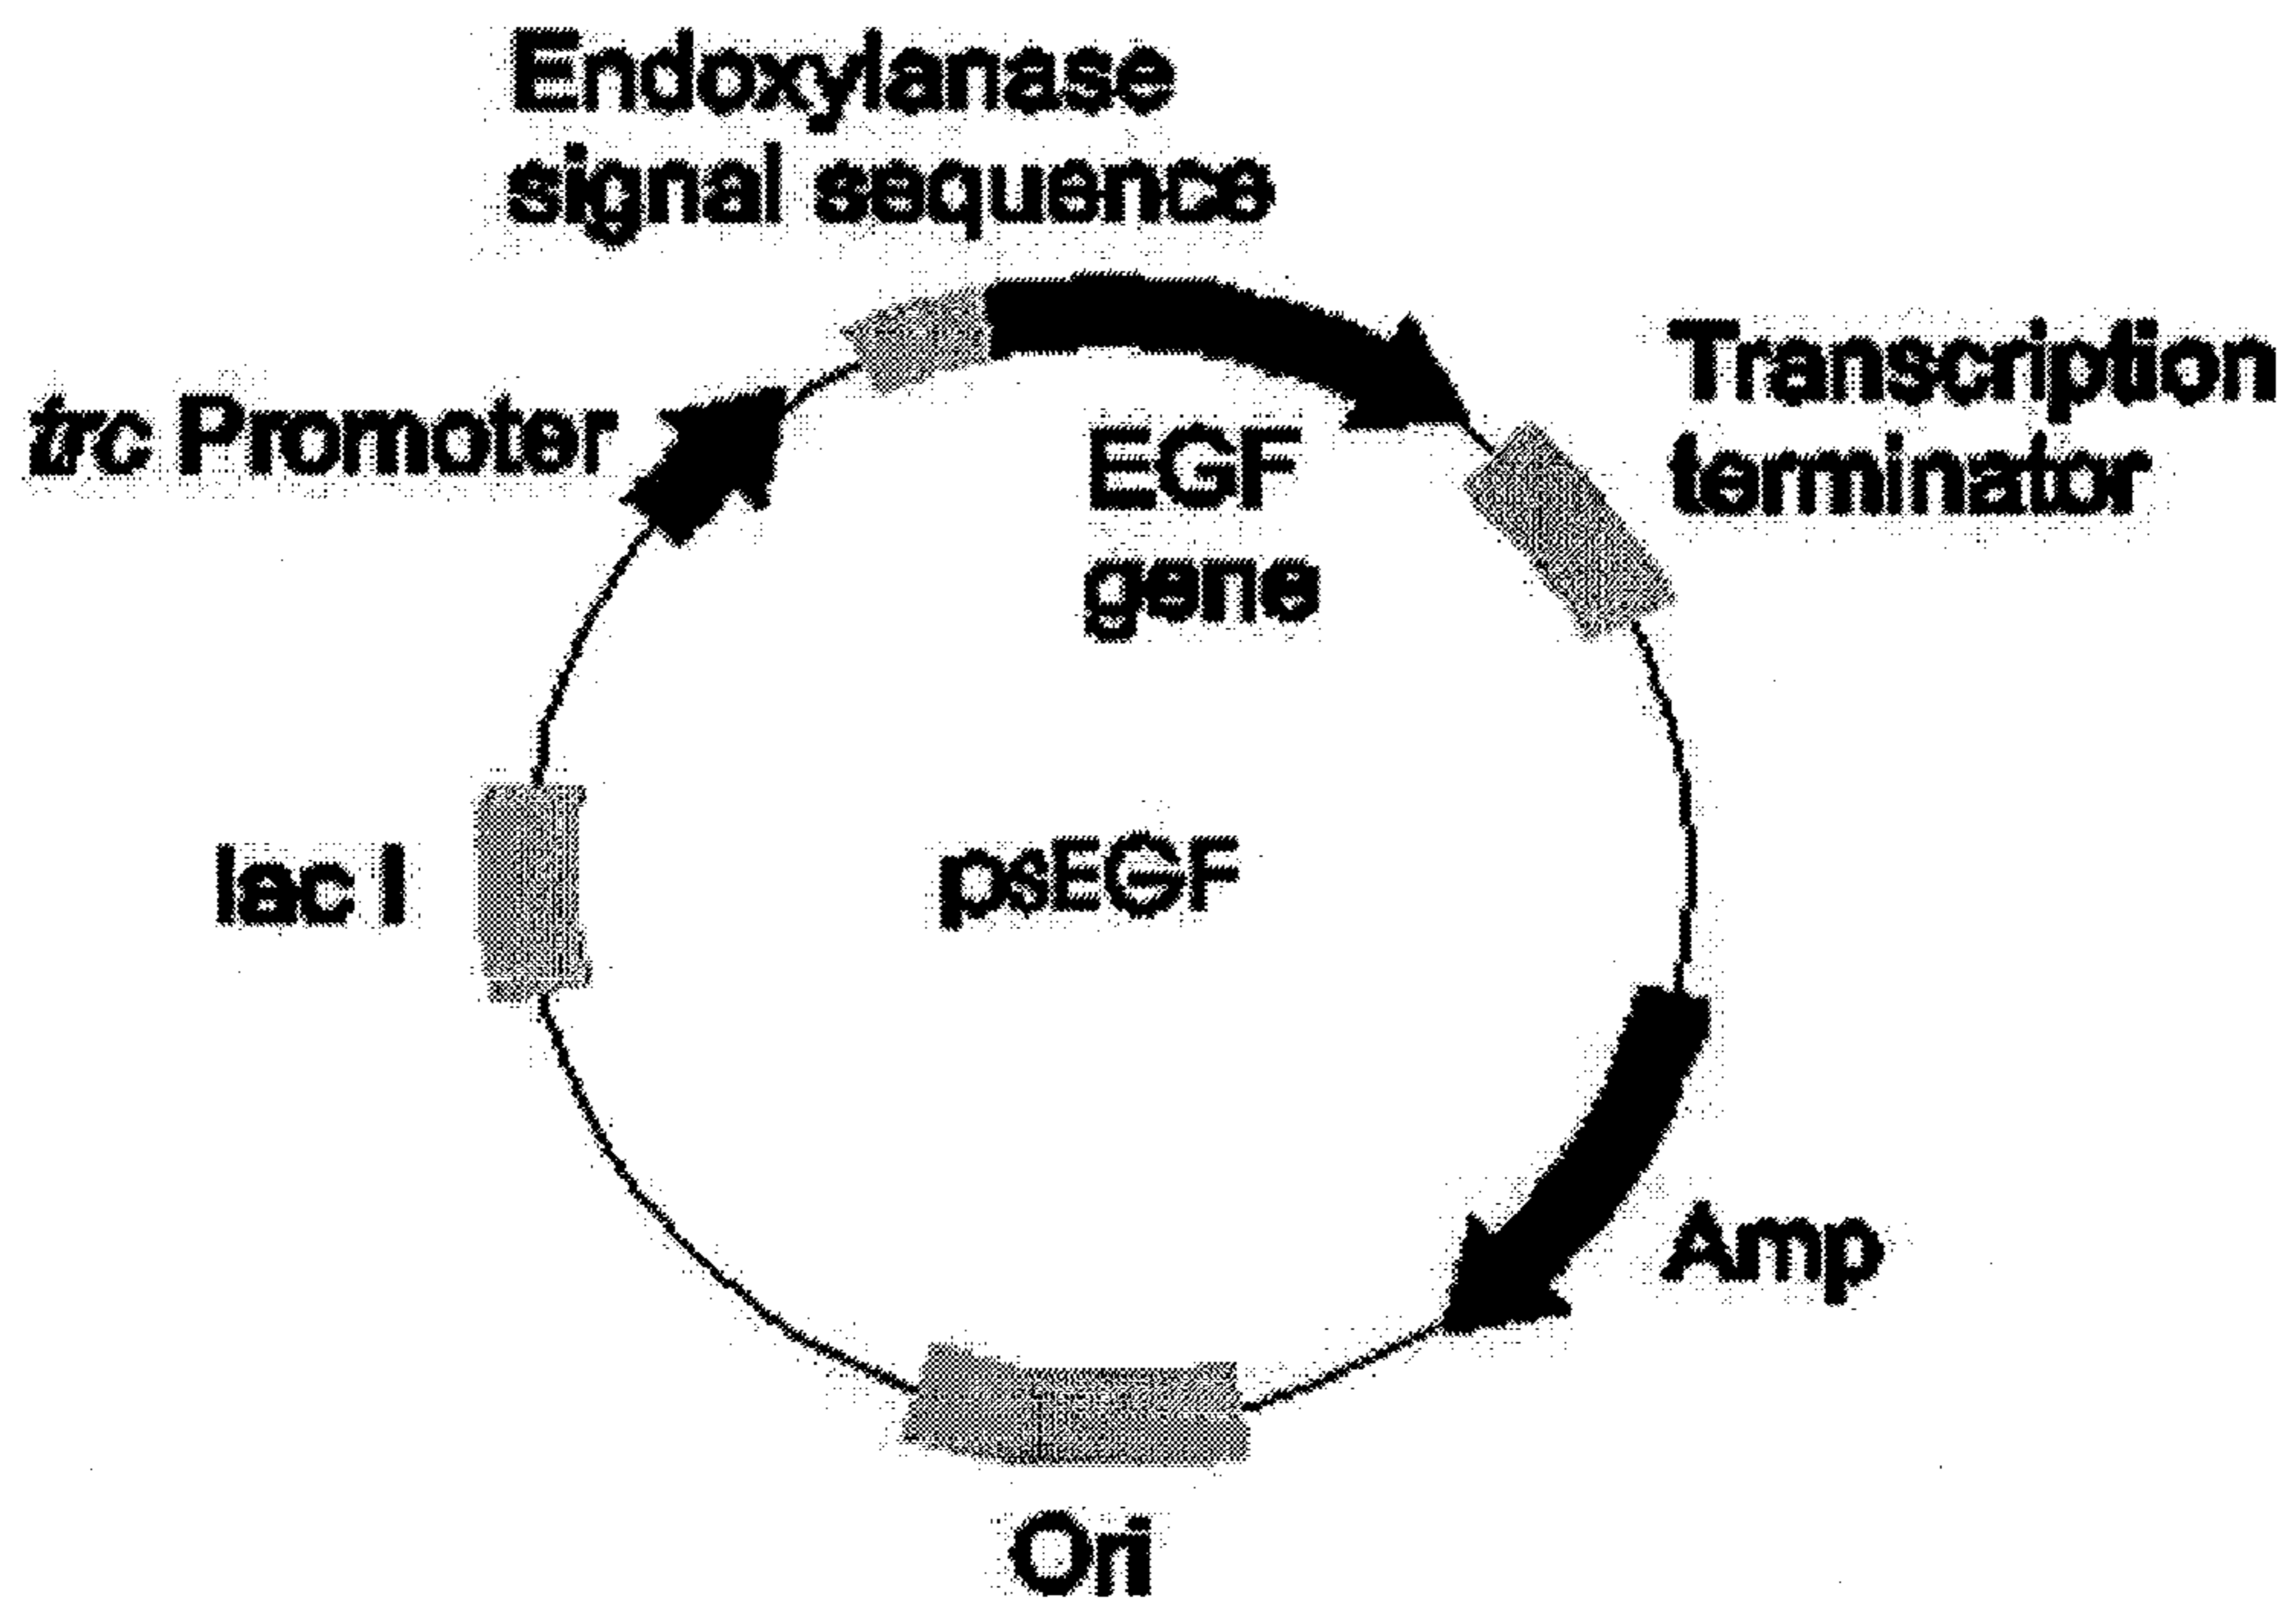 Endoxylanase
signal sequence
trc Promoter
Transcription
terminator
EGF
gene
lac I
psEGF
Amp
Ori